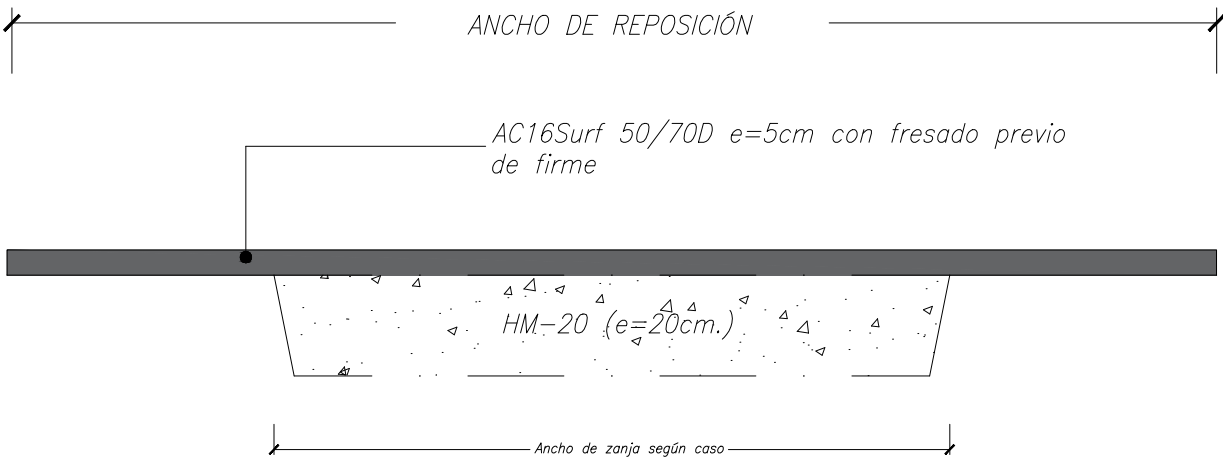 ANCHO DE REPOSICIÓN
AC16Surf 50/70D e=5cm con fresado previo
de firme
HM-20 (e=20cm.)
Ancho de zanja según caso